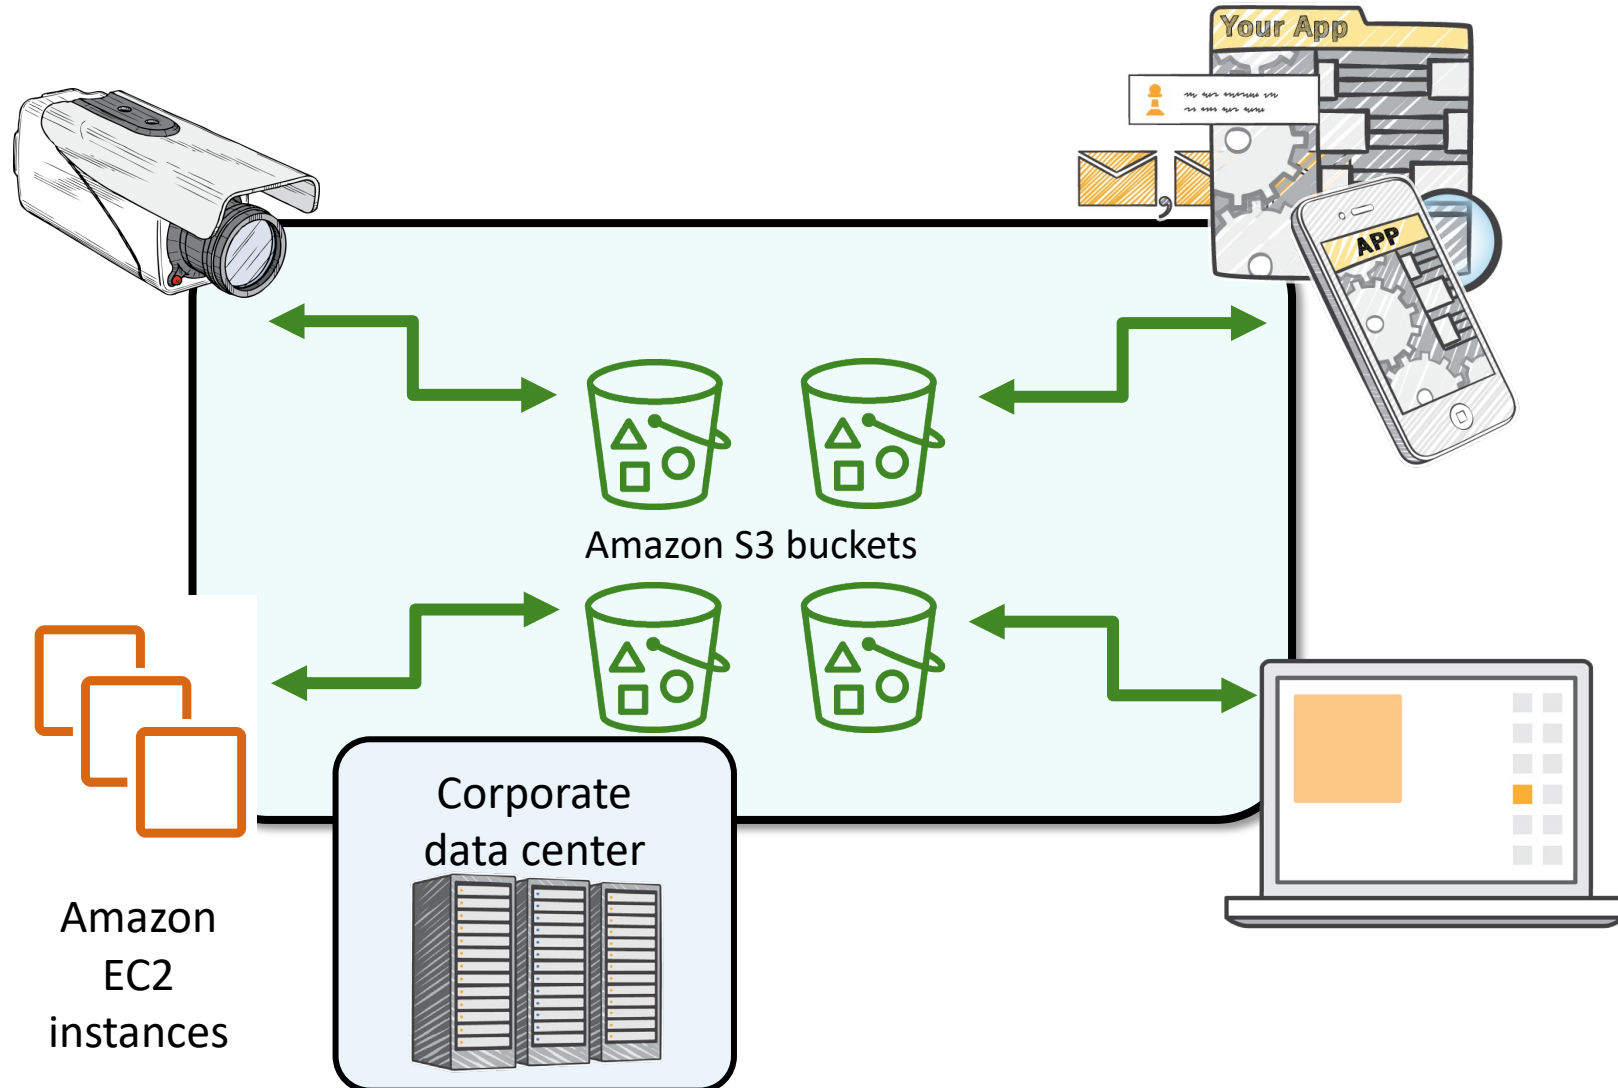 Your App
APP
Amazon S3 buckets
Corporate
data center
Amazon
EC2
instances